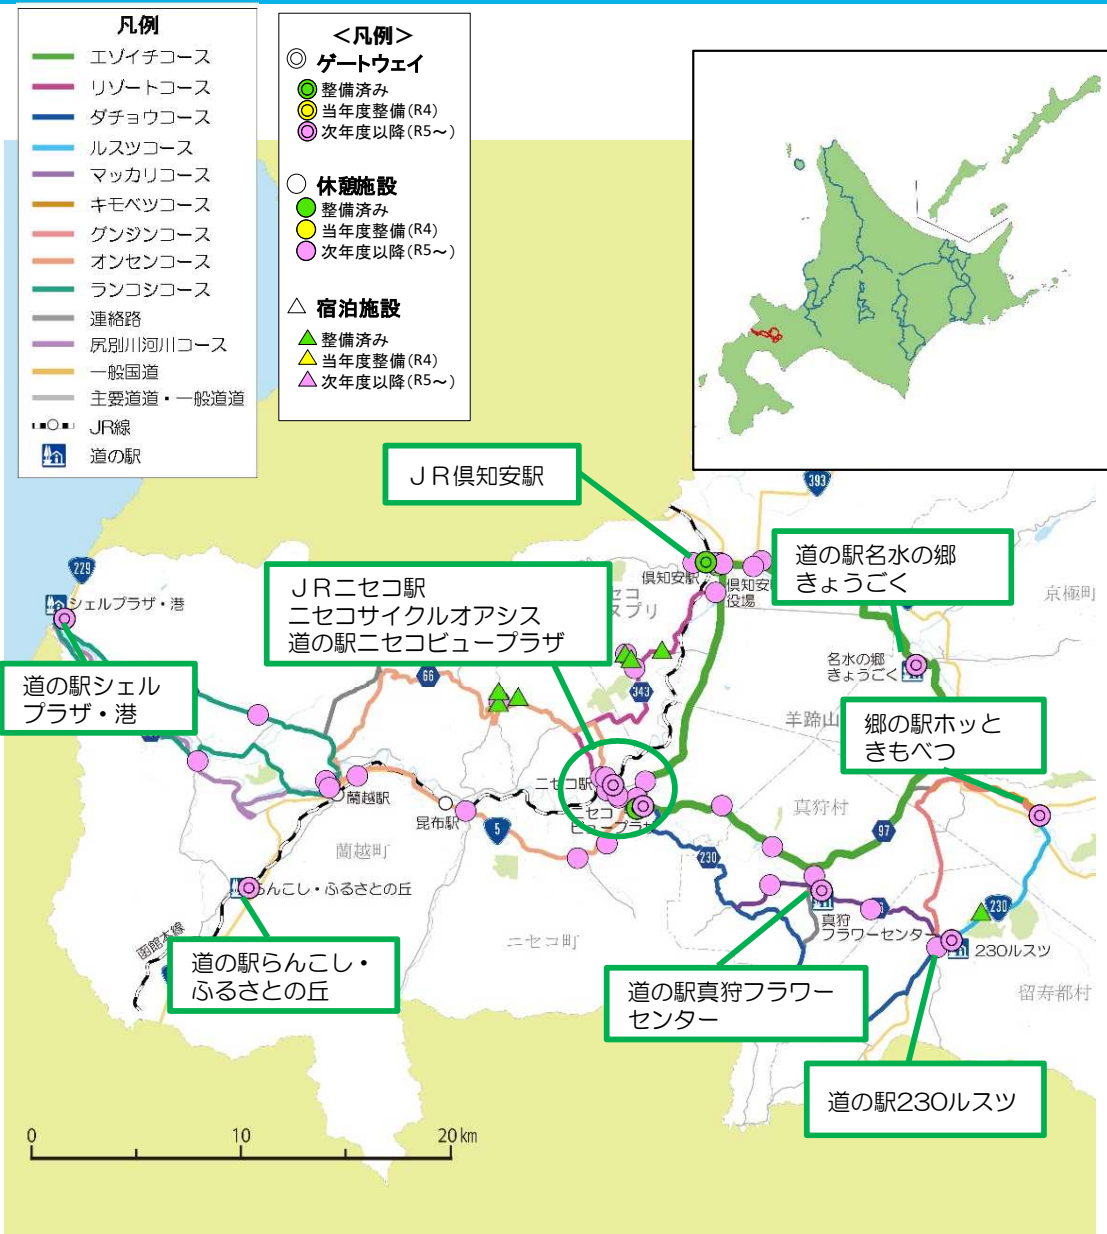 凡例
エゾイチコース
リゾートコース
ダチョウコース
ルスツコース
マッカリコース
キモベツコース
グンジンコース
オンセンコース
ランコシコース
連絡路
尻別川河川コース
一般国道
主要道道・一般道道
JR線
道の駅
<凡例>
ゲートウェイ
整備済み
当年度整備(R4)
次年度以降(R5~)
休憩施設
整備済み
当年度整備(R4)
次年度以降(R5~)
宿泊施設
整備済み
当年度整備(R4)
次年度以降(R5~)
JR倶知安駅
393
道の駅名水の郷
きょうごく
京極町
倶知安駅
倶知安
役場
229
シェルプラザ・港
JRニセコ駅
ニセコサイクルオアシス
道の駅ニセコビュープラザ
名水の郷
きょうごく
道の駅シェル
プラザ・港
66
343
羊蹄山
郷の駅ホッと
きもべつ
ニセコ駅
ニセコ
ビュープラザ
蘭越駅
昆布駅
5
真狩村
97
蘭越町
230
230
らんこし・ふるさとの丘
真狩
フラワーセンター
230ルスツ
函館本線
ニセコ町
道の駅らんこし・
ふるさとの丘
道の駅真狩フラワー
センター
留寿都村
道の駅230ルスツ
0
10
20km